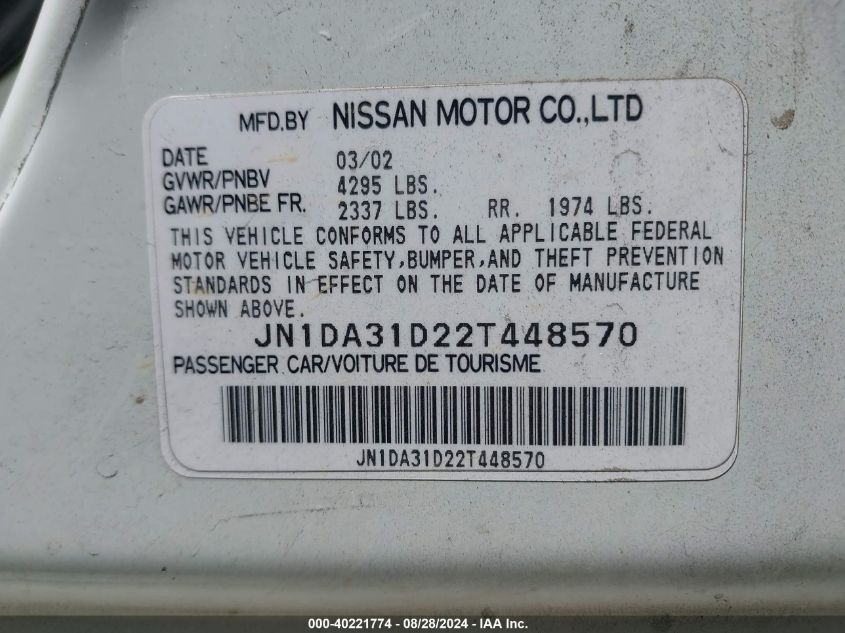 MFD.BY NISSAN MOTOR CO.,LTD
DATE 03/02
GVWR/PNBV 4295 LBS.
GAWR/PNBE FR. 2337 LBS. RR. 1974 LBS.
THIS VEHICLE CONFORMS TO ALL APPLICABLE FEDERAL
MOTOR VEHICLE SAFETY,BUMPER,AND THEFT PREVENTION
STANDARDS IN EFFECT ON THE DATE OF MANUFACTURE
SHOWN ABOVE.
JN1DA31D22T448570
PASSENGER CAR/VOITURE DE TOURISME
JN1DA31D22T448570
000-40221774 - 08/28/2024 - IAA Inc.